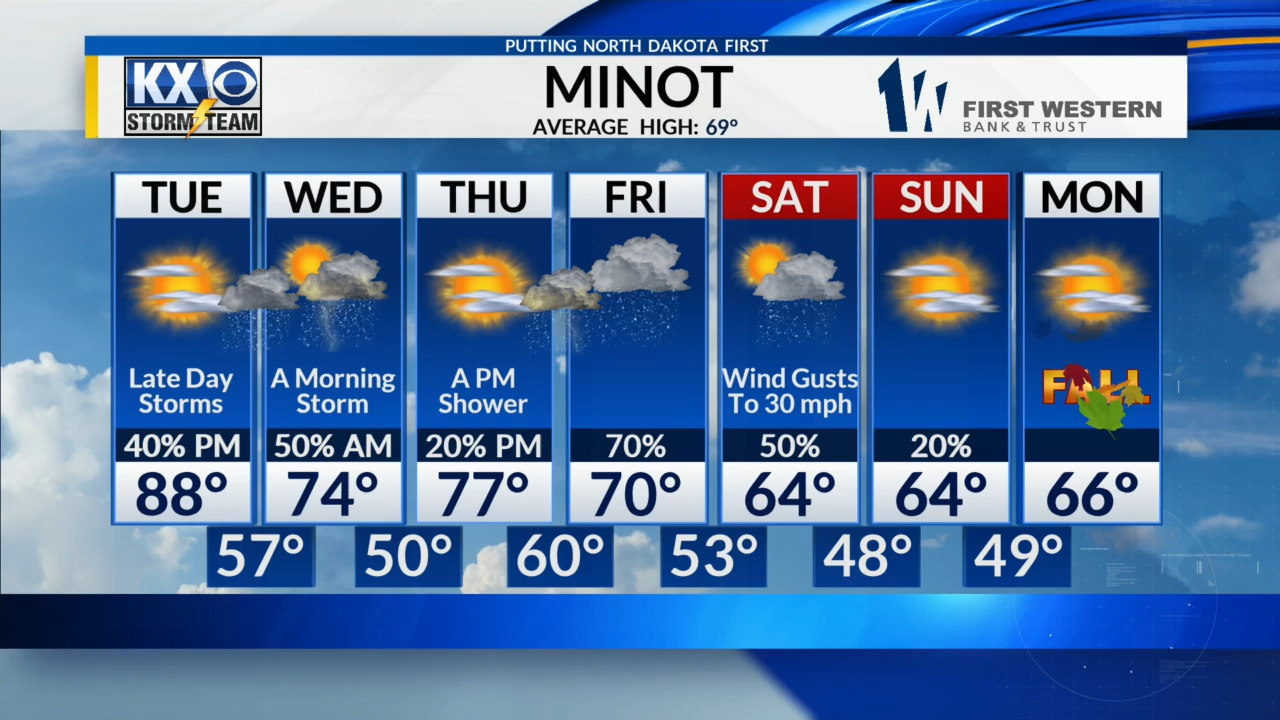 PUTTING NORTH DAKOTA FIRST
KX
STORM TEAM
MINOT
AVERAGE HIGH: 69°
FIRST WESTERN
BANK & TRUST
TUE
WED
THU
FRI
SAT
SUN
MON
Late Day
Storms
A Morning
Storm
A PM
Shower
Wind Gusts
To 30 mph
FALL
40% PM
50% AM
20% PM
70%
50%
20%
88°
74°
77°
70°
64°
64°
66°
57°
50°
60°
53°
48°
49°